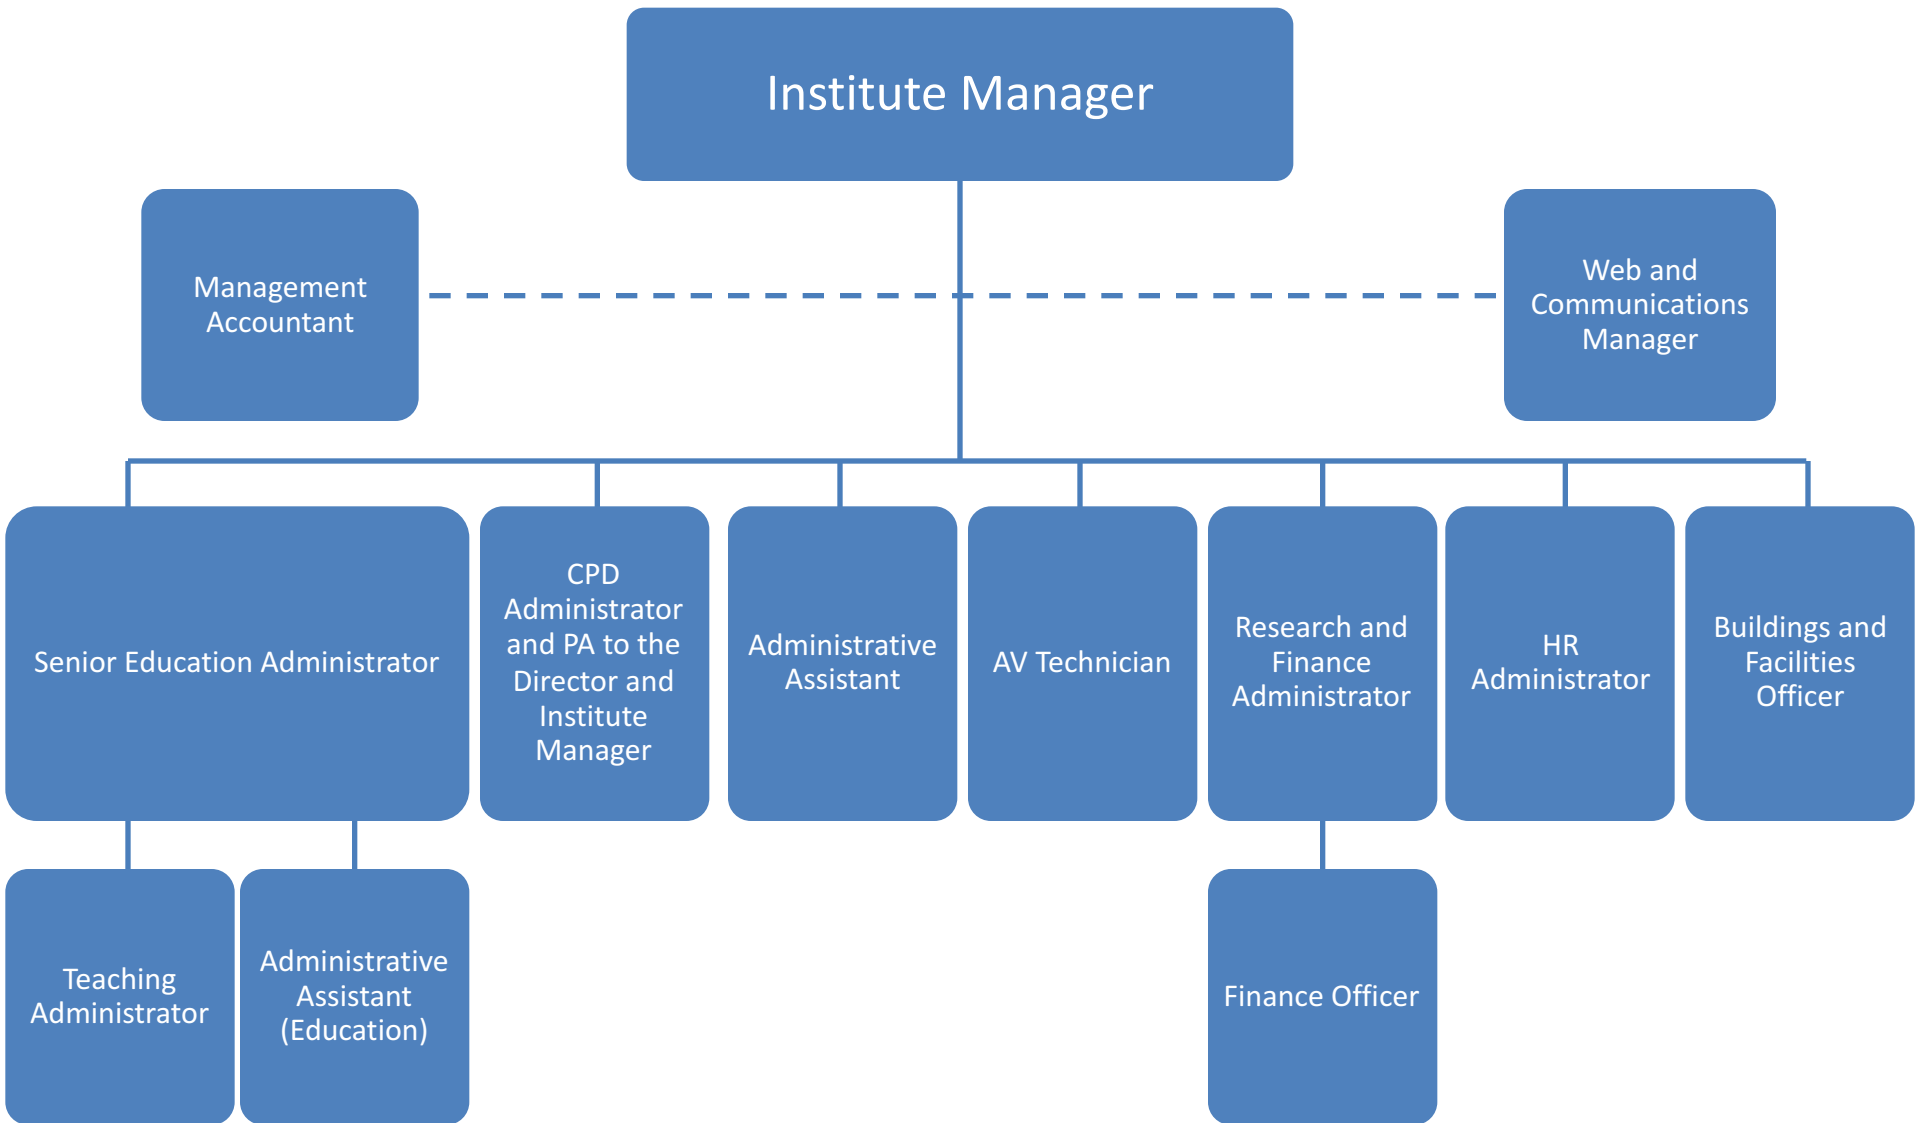 Institute Manager
Management
Accountant
Web and
Communications
Manager
Senior Education Administrator
CPD
Administrator
and PA to the
Director and
Institute
Manager
Administrative
Assistant
AV Technician
Research and
Finance
Administrator
HR
Administrator
Buildings and
Facilities
Officer
Teaching
Administrator
Administrative
Assistant
(Education)
Finance Officer